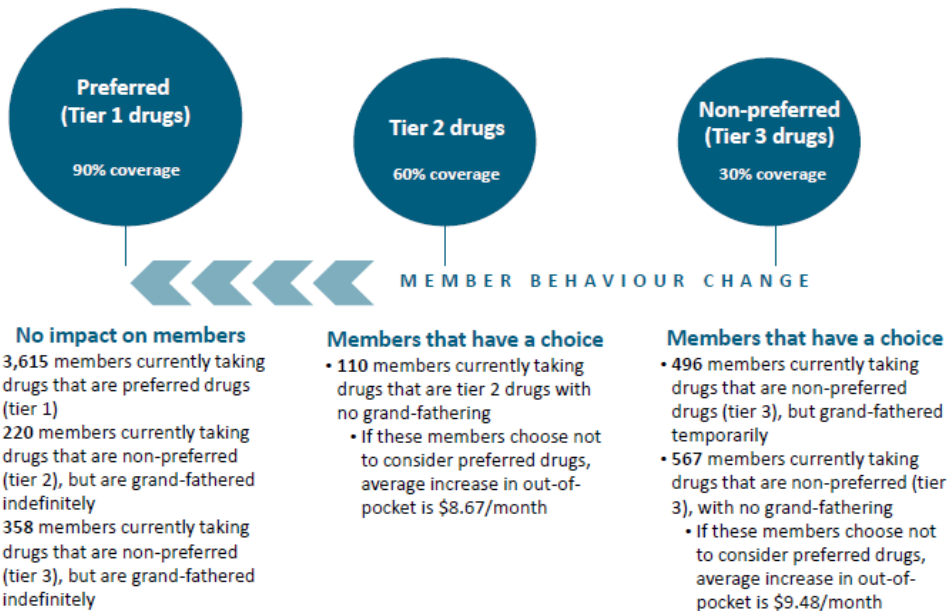 Preferred
(Tier 1 drugs)
90% coverage
Tier 2 drugs
60% coverage
Non-preferred
(Tier 3 drugs)
30% coverage
MEMBER BEHAVIOUR CHANGE
No impact on members
3,615 members currently taking
drugs that are preferred drugs
(tier 1)
220 members currently taking
drugs that are non-preferred
(tier 2), but are grand-fathered
indefinitely
358 members currently taking
drugs that are non-preferred
(tier 3), but are grand-fathered
indefinitely
Members that have a choice
• 110 members currently taking
drugs that are tier 2 drugs with
no grand-fathering
• If these members choose not
to consider preferred drugs,
average increase in out-of-
pocket is $8.67/month
Members that have a choice
• 496 members currently taking
drugs that are non-preferred
drugs (tier 3), but grand-fathered
temporarily
• 567 members currently taking
drugs that are non-preferred (tier
3), with no grand-fathering
• If these members choose not
to consider preferred drugs,
average increase in out-of-
pocket is $9.48/month